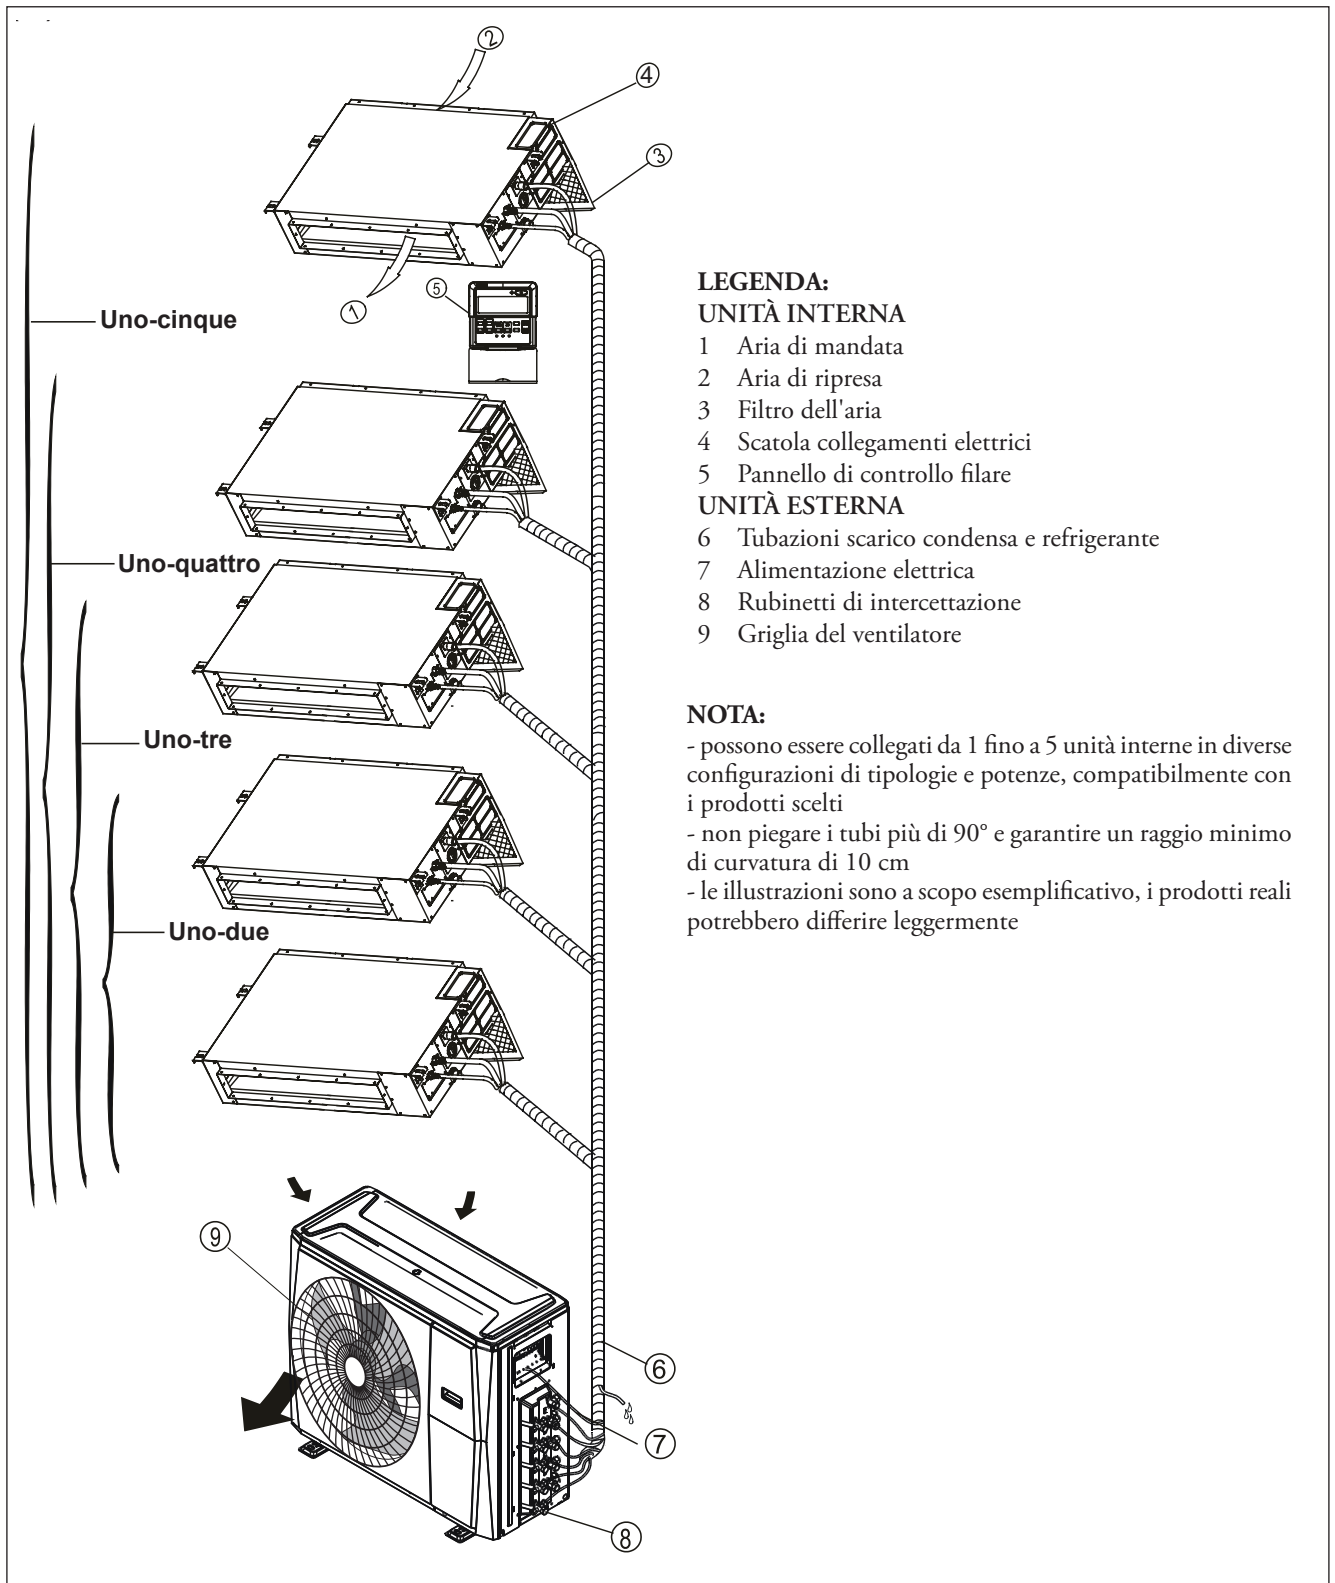 2
4
3
1
5
Uno-cinque
Uno-quattro
Uno-tre
Uno-due
9
6
7
8
LEGENDA:
UNITÀ INTERNA
1 Aria di mandata
2 Aria di ripresa
3 Filtro dell'aria
4 Scatola collegamenti elettrici
5 Pannello di controllo filare
UNITÀ ESTERNA
6 Tubazioni scarico condensa e refrigerante
7 Alimentazione elettrica
8 Rubinetti di intercettazione
9 Griglia del ventilatore
NOTA:
- possono essere collegati da 1 fino a 5 unità interne in diverse
configurazioni di tipologie e potenze, compatibilmente con
i prodotti scelti
- non piegare i tubi più di 90° e garantire un raggio minimo
di curvatura di 10 cm
- le illustrazioni sono a scopo esemplificativo, i prodotti reali
potrebbero differire leggermente